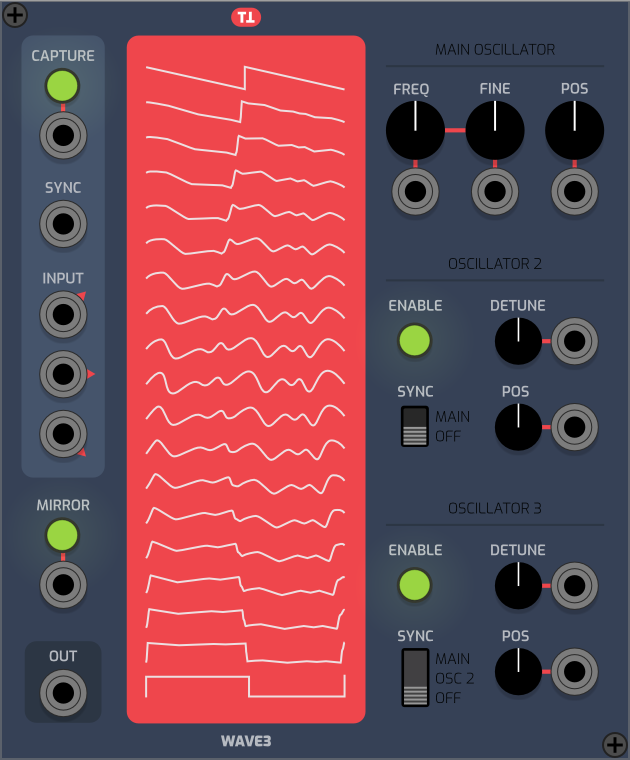 TT
CAPTURE
SYNC
INPUT
MIRROR
OUT
WAVE3
MAIN OSCILLATOR
FREQ FINE POS
OSCILLATOR 2
ENABLE DETUNE
SYNC POS
MAIN
OFF
OSCILLATOR 3
ENABLE DETUNE
SYNC POS
MAIN
OSC 2
OFF